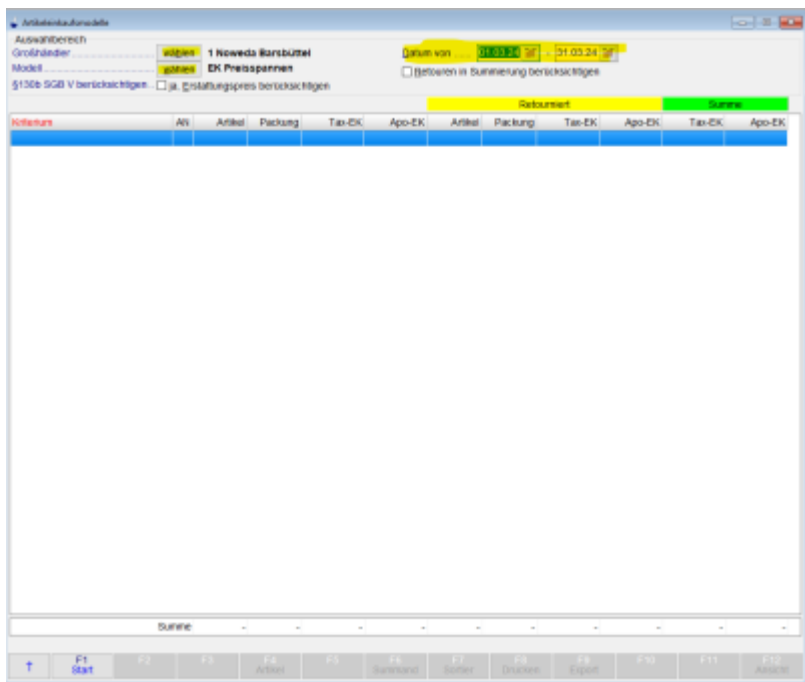 Artikeleinkaufsmodelle
Auswahlbereich
Großhändler wählen 1 Noweda Barsbüttel Datum von 01.03.24 - 31.03.24
Modell wählen EK Preisspannen Retouren in Summierung berücksichtigen
§130b SGB V berücksichtigen ja, Erstattungspreis berücksichtigen
Retourniert Summe
Kriterium AN Artikel Packung Tax-EK Apo-EK Artikel Packung Tax-EK Apo-EK Tax-EK Apo-EK
Summe - - - - - - - - - -
↑ F1 F2 F3 F4 F5 F6 F7 F8 F9 F10 F11 F12
Start Artikel Drucken Export Ansicht